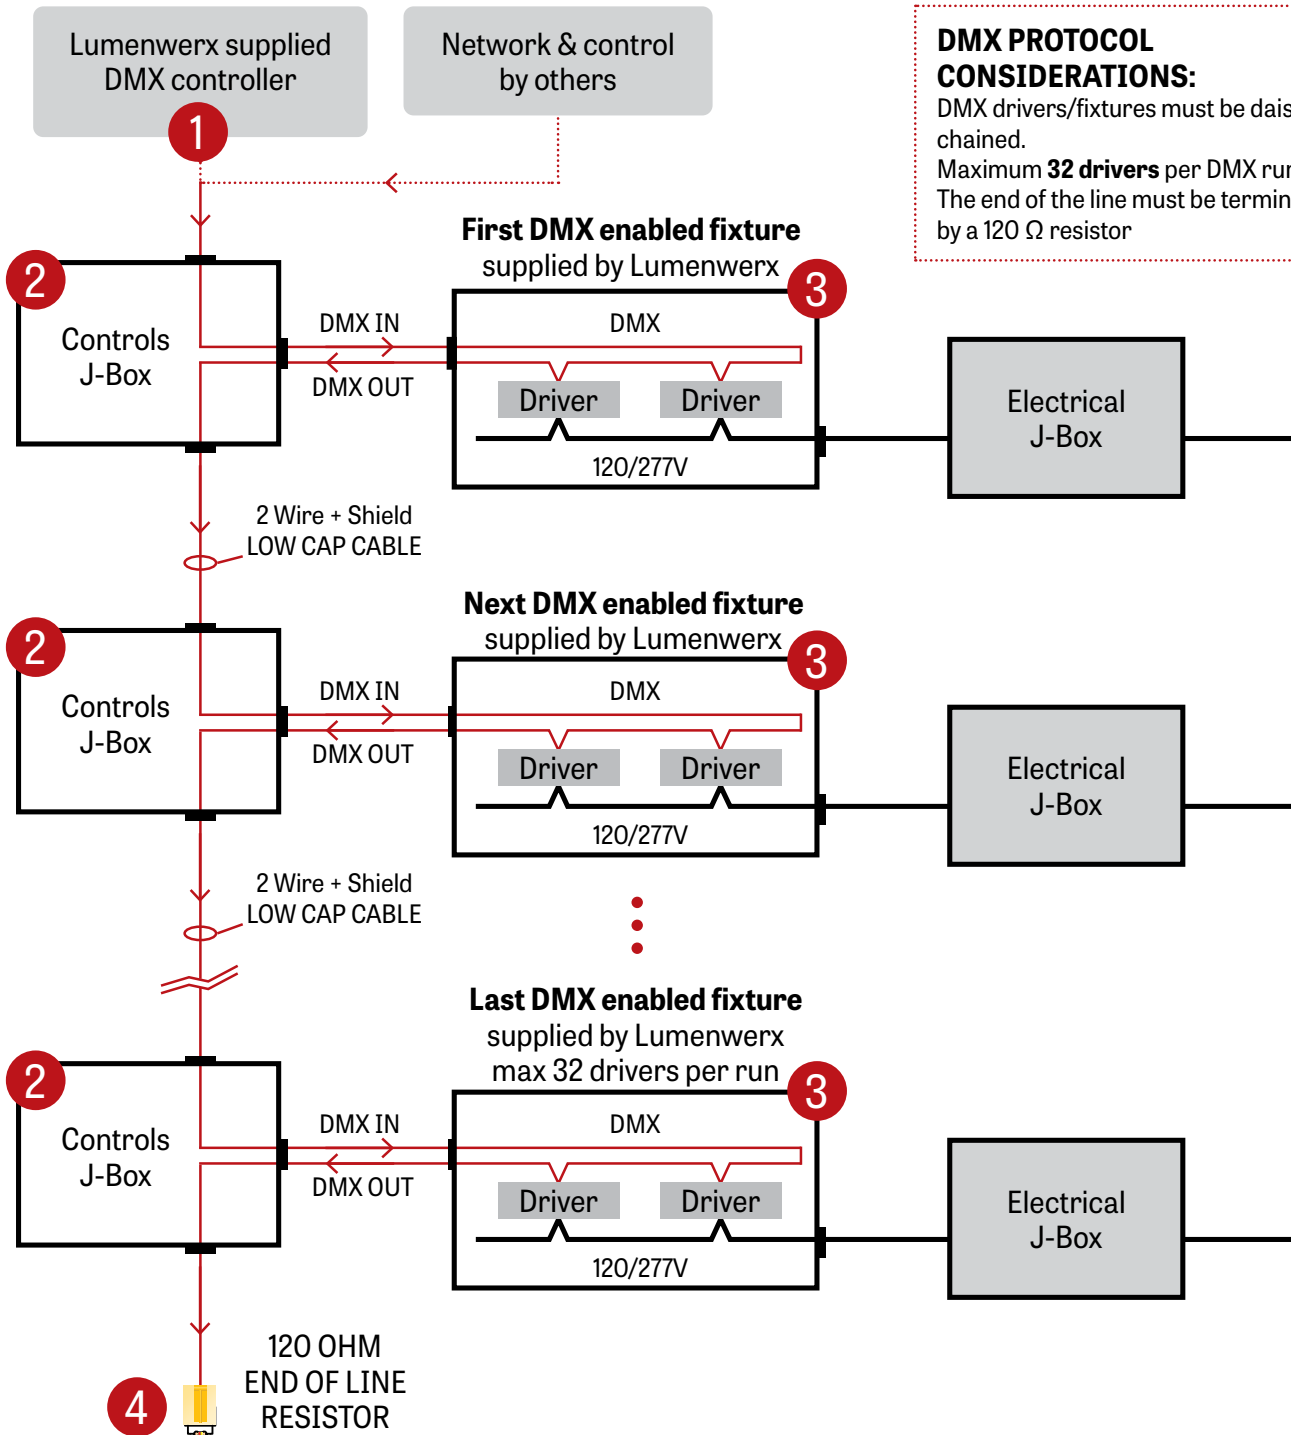 Lumenwerx supplied
DMX controller
Network & control
by others
DMX PROTOCOL
CONSIDERATIONS:
DMX drivers/fixtures must be dais
chained.
Maximum 32 drivers per DMX run
The end of the line must be termin
by a 120 Ω resistor
1
First DMX enabled fixture
supplied by Lumenwerx
2
Controls
J-Box
DMX IN
DMX OUT
3
DMX
Driver
Driver
120/277V
Electrical
J-Box
2 Wire + Shield
LOW CAP CABLE
Next DMX enabled fixture
supplied by Lumenwerx
2
Controls
J-Box
DMX IN
DMX OUT
3
DMX
Driver
Driver
120/277V
Electrical
J-Box
2 Wire + Shield
LOW CAP CABLE
Last DMX enabled fixture
supplied by Lumenwerx
max 32 drivers per run
2
Controls
J-Box
DMX IN
DMX OUT
3
DMX
Driver
Driver
120/277V
Electrical
J-Box
4
120 OHM
END OF LINE
RESISTOR